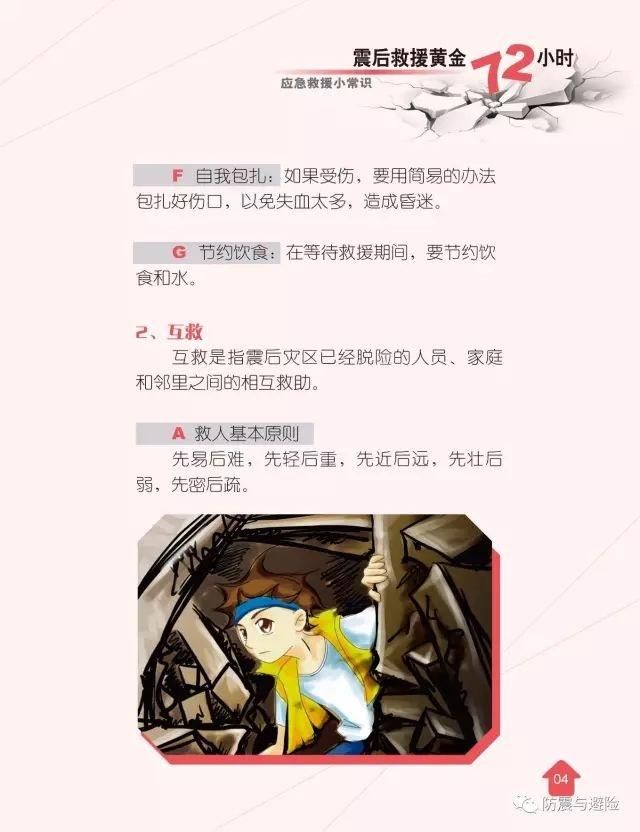 震后救援黄金72小时
应急救援小常识
F 自我包扎：如果受伤，要用简易的办法
包扎好伤口，以免失血太多，造成昏迷。
G 节约饮食：在等待救援期间，要节约饮
食和水。
2、互救
互救是指震后灾区已经脱险的人员、家庭
和邻里之间的相互救助。
A 救人基本原则
先易后难，先轻后重，先近后远，先壮后
弱，先密后疏。
04
防震与避险